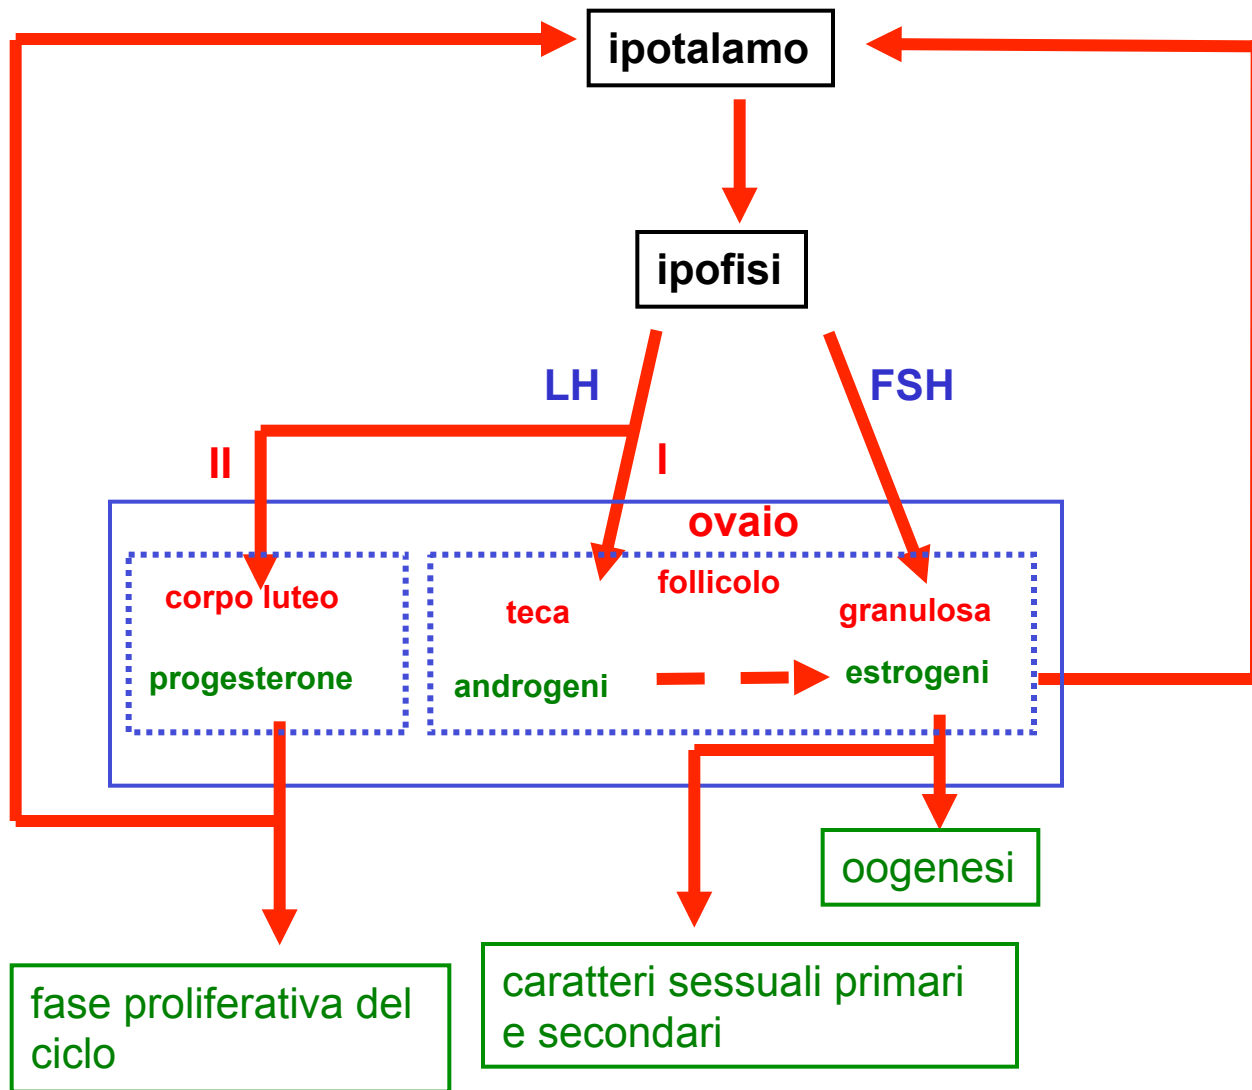 ipotalamo
ipofisi
LH
FSH
II
I
ovaio
follicolo
corpo luteo
teca
granulosa
progesterone
androgeni
estrogeni
oogenesi
fase proliferativa del
ciclo
caratteri sessuali primari
e secondari